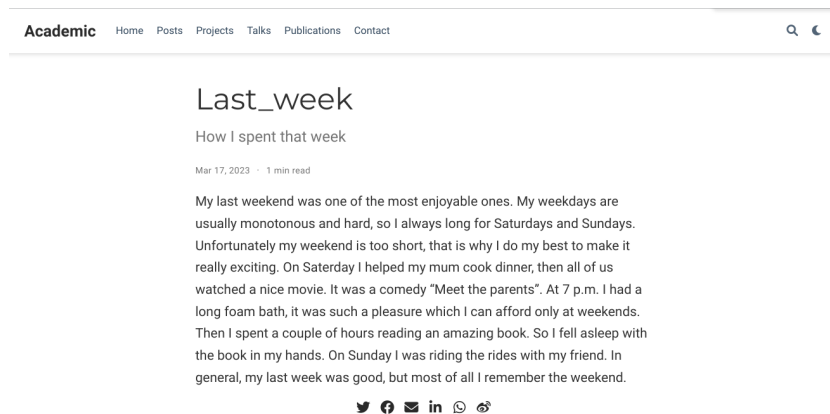 Academic Home Posts Projects Talks Publications Contact
Last_week
How I spent that week
Mar 17, 2023 · 1 min read
My last weekend was one of the most enjoyable ones. My weekdays are
usually monotonous and hard, so I always long for Saturdays and Sundays.
Unfortunately my weekend is too short, that is why I do my best to make it
really exciting. On Saterday I helped my mum cook dinner, then all of us
watched a nice movie. It was a comedy “Meet the parents”. At 7 p.m. I had a
long foam bath, it was such a pleasure which I can afford only at weekends.
Then I spent a couple of hours reading an amazing book. So I fell asleep with
the book in my hands. On Sunday I was riding the rides with my friend. In
general, my last week was good, but most of all I remember the weekend.